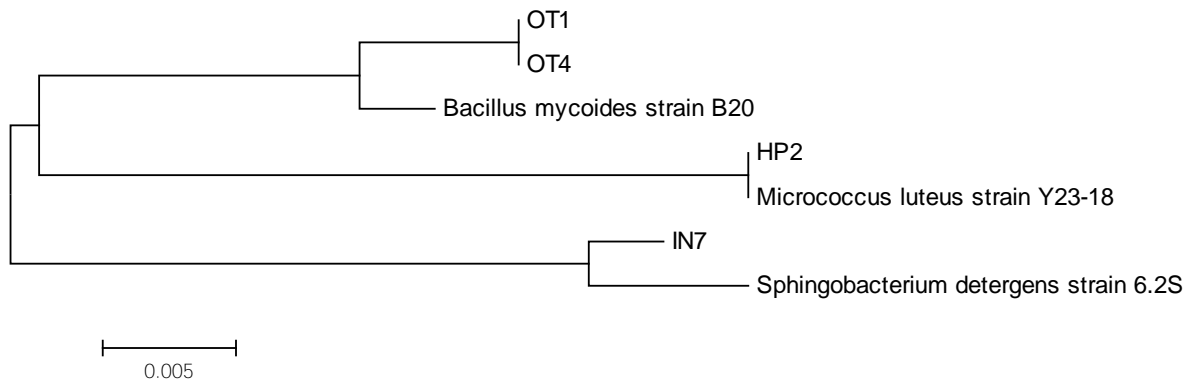 OT1
OT4
Bacillus mycoides strain B20
HP2
Micrococcus luteus strain Y23-18
IN7
Sphingobacterium detergens strain 6.2S
0.005